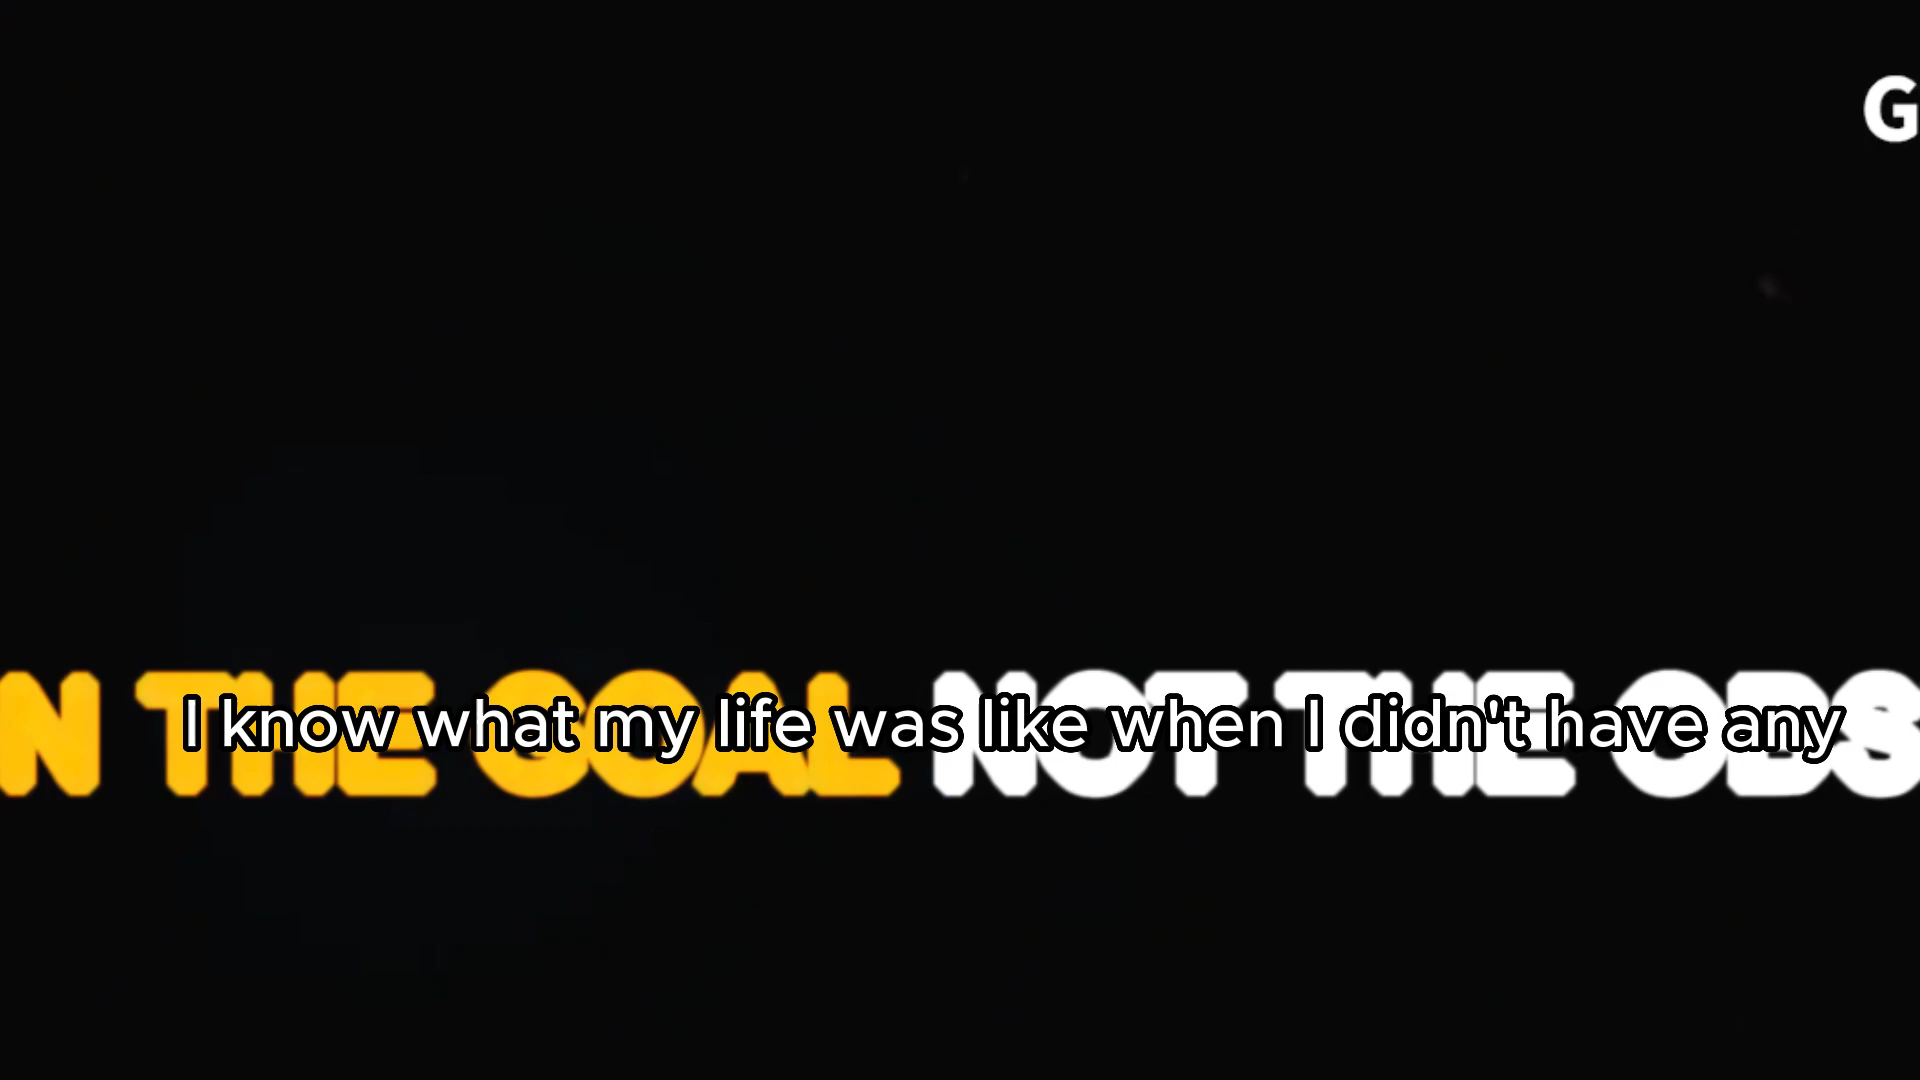 G
N THE GOAL NOT THE OBS
I know what my life was like when I didn't have any